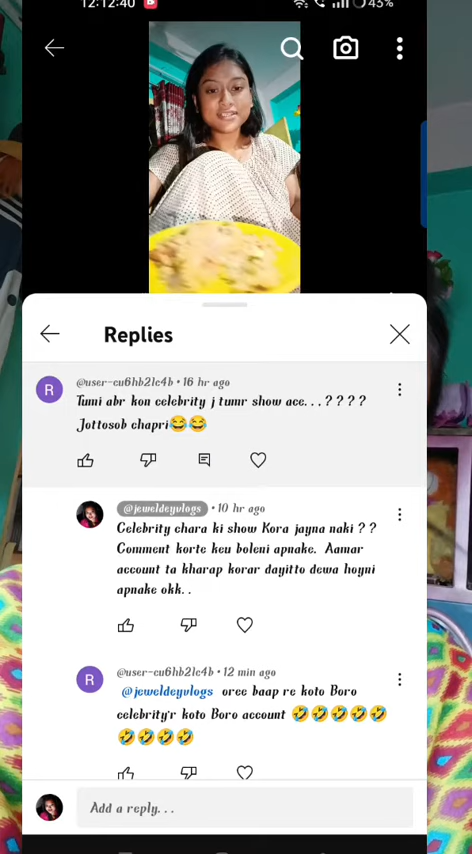 12:12:40
43%
Replies
@user-cu6hb2lc4b • 16 hr ago
Tumi abr kon celebrity j tumr show ace. . . ? ? ? ?
Jottosob chapri😂😂
R
@jeweldeyvlogs • 10 hr ago
Celebrity chara ki show Kora jayna naki ? ?
Comment korte keu boleni apnake. Aamar
account ta kharap korar dayitto dewa hoyni
apnake okk. .
@user-cu6hb2lc4b • 12 min ago
R
@jeweldeyvlogs oree baap re koto Boro
celebrity'r koto Boro account 🤣🤣🤣🤣🤣
🤣🤣🤣🤣
Add a reply. . .